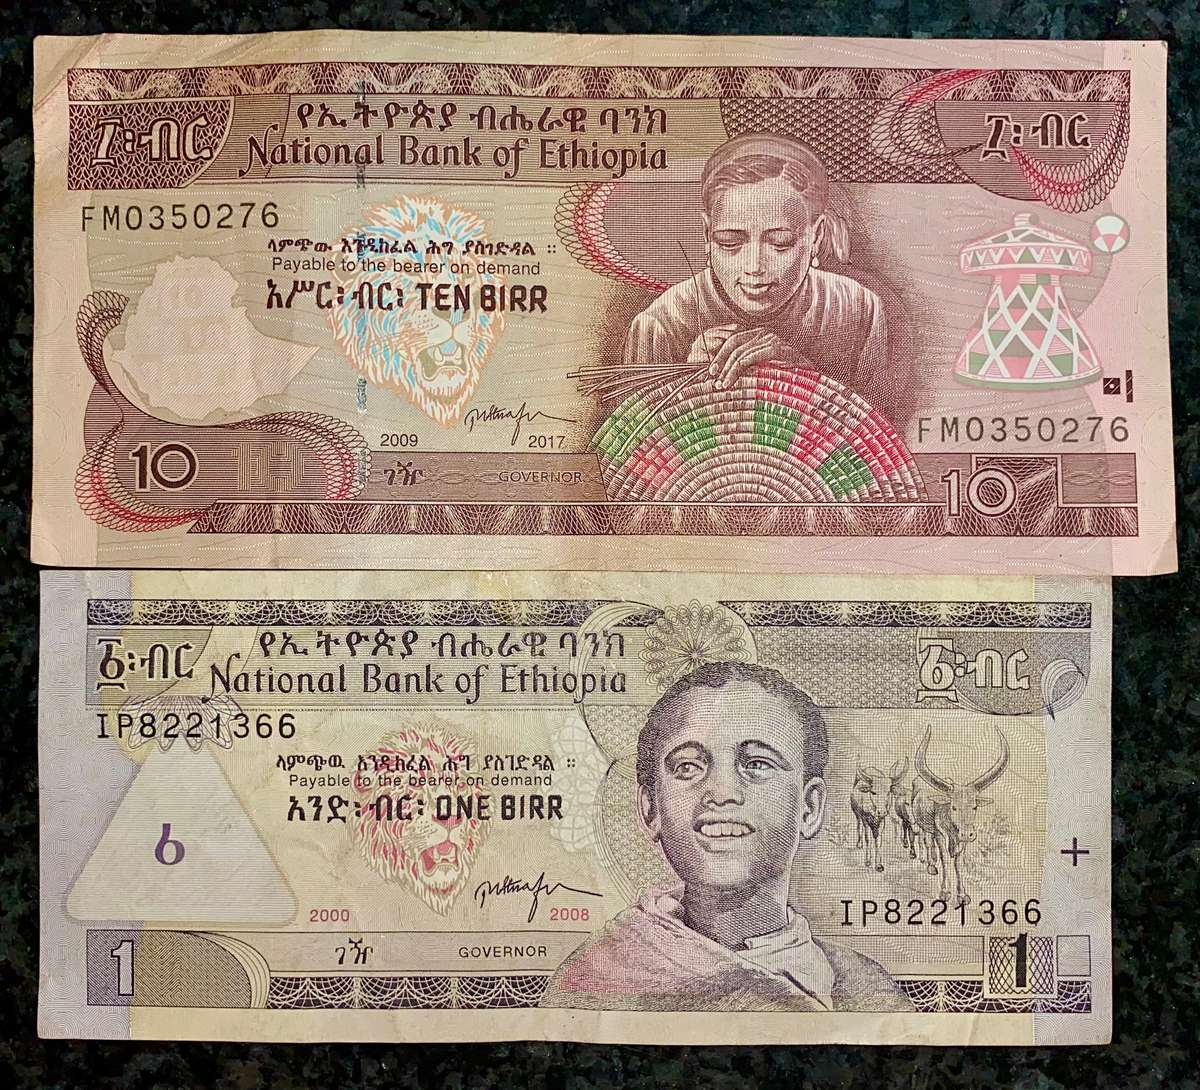 ፲፡ብር
የኢትዮጵያ ብሔራዊ ባንክ
፲፡ብር
National Bank of Ethiopia
FM0350276
ላምጭው እንዲከፈል ሕግ ያስገድዳል ።
Payable to the bearer on demand
አሥር፡ ብር፡ TEN BIRR
FM0350276
2009 2017
10
ገዥ GOVERNOR
10
፩፡ብር
የኢትዮጵያ ብሔራዊ ባንክ
፩፡ብር
National Bank of Ethiopia
IP8221366
ላምጭው እንዲከፈል ሕግ ያስገድዳል ።
Payable to the bearer on demand
አንድ፡ ብር፡ ONE BIRR
IP8221366
2000 2008
1
ገዥ GOVERNOR
1